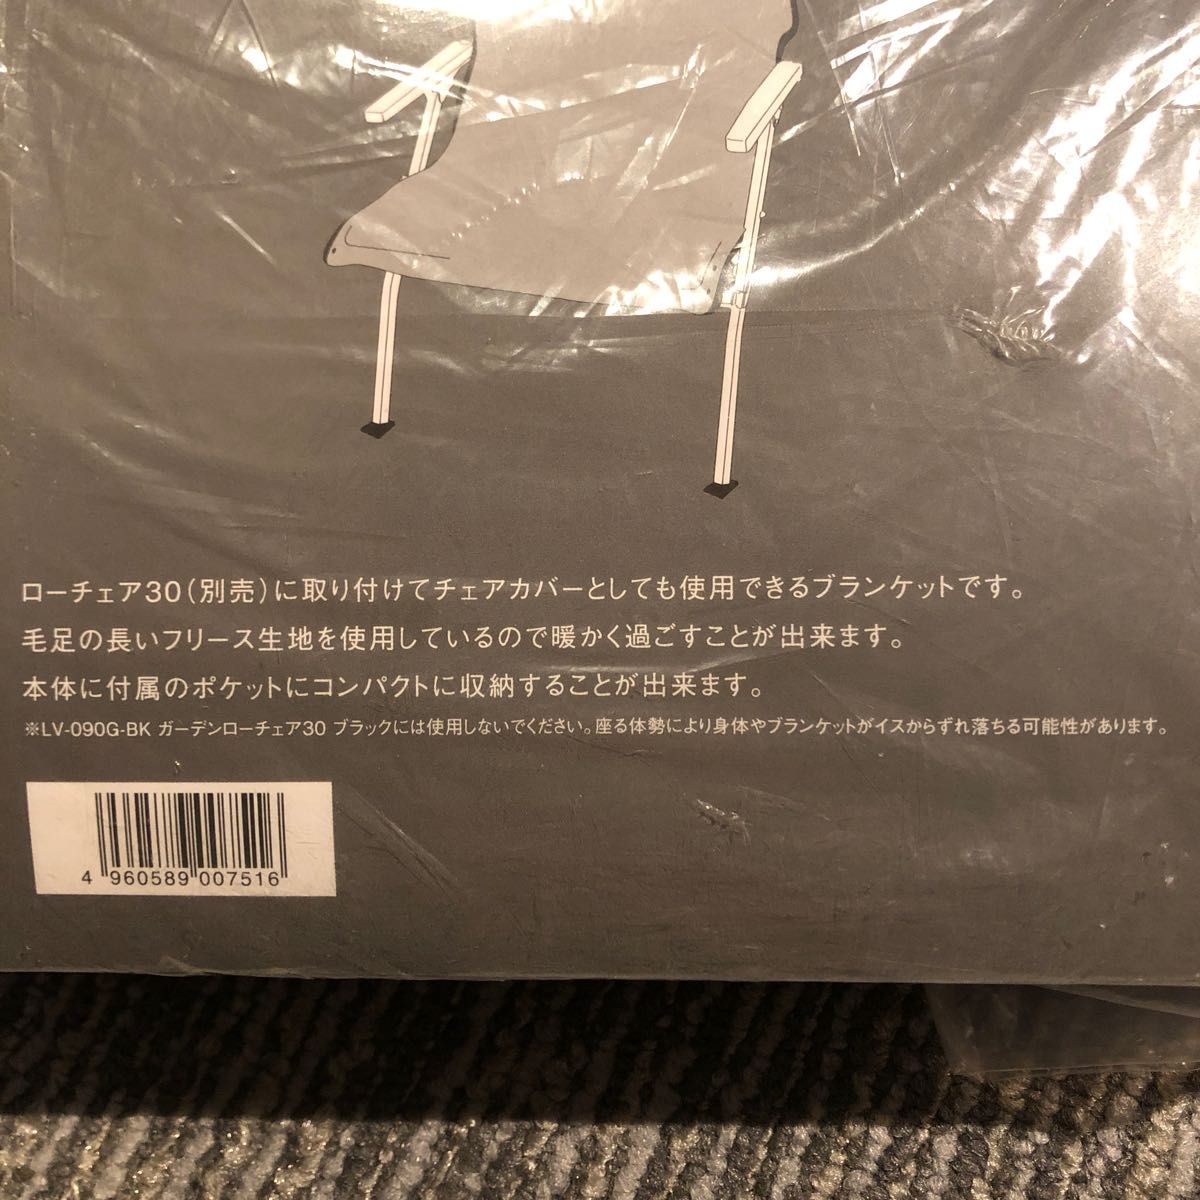 ローチェア30(別売)に取り付けてチェアカバーとしても使用できるブランケットです。
毛足の長いフリース生地を使用しているので暖かく過ごすことが出来ます。
本体に付属のポケットにコンパクトに収納することが出来ます。
※LV-090G-BK ガーデンローチェア30 ブラックには使用しないでください。座る体勢により身体やブランケットがイスからずれ落ちる可能性があります。
4 960589 007516